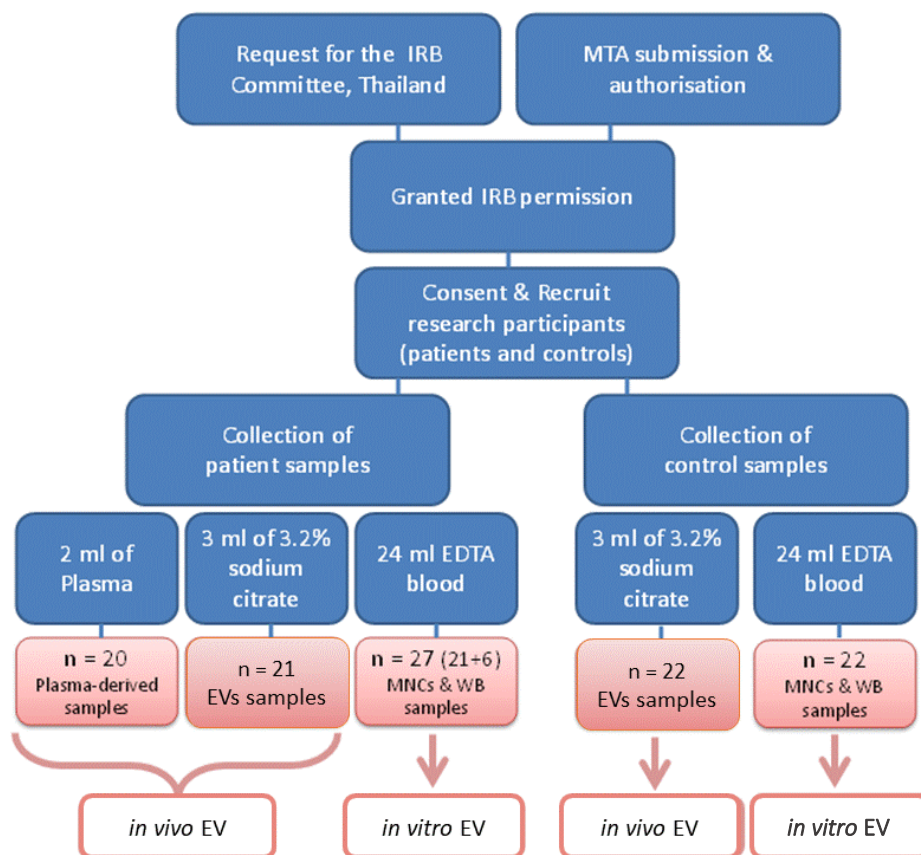 Request for the IRB
Committee, Thailand
MTA submission &
authorisation
Granted IRB permission
Consent & Recruit
research participants
(patients and controls)
Collection of
patient samples
Collection of
control samples
2 ml of
Plasma
3 ml of 3.2%
sodium
citrate
24 ml EDTA
blood
3 ml of 3.2%
sodium
citrate
24 ml EDTA
blood
n = 20
Plasma-derived
samples
n = 21
EVs samples
n = 27 (21+6)
MNCs & WB
samples
n = 22
EVs samples
n = 22
MNCs & WB
samples
in vivo EV
in vitro EV
in vivo EV
in vitro EV